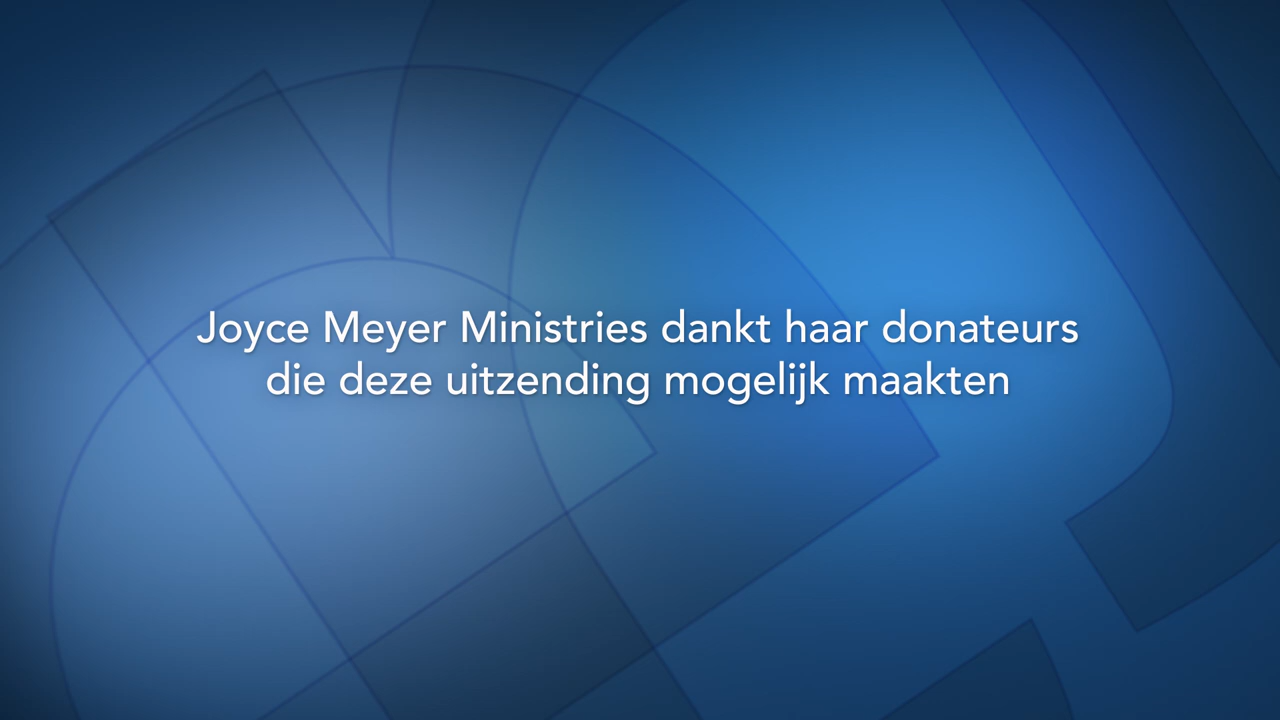 Joyce Meyer Ministries dankt haar donateurs
die deze uitzending mogelijk maakten